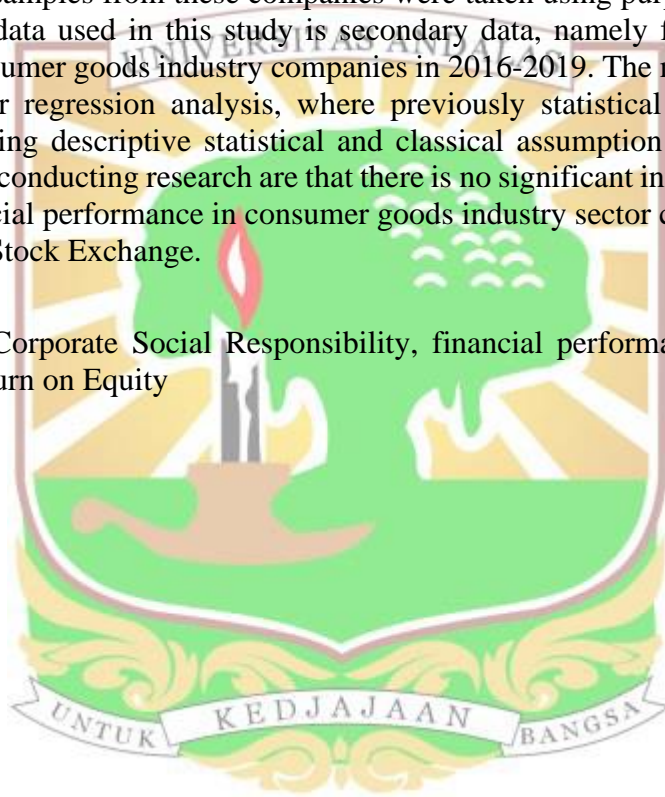 samples from these companies were taken using purp
data used in this study is secondary data, namely f
UNIVERSITAS ANDALAS
sumer goods industry companies in 2016-2019. The m
r regression analysis, where previously statistical
ing descriptive statistical and classical assumption
conducting research are that there is no significant in
cial performance in consumer goods industry sector c
Stock Exchange.
Corporate Social Responsibility, financial performa
urn on Equity
UNTUK KEDJAJAAN BANGSA